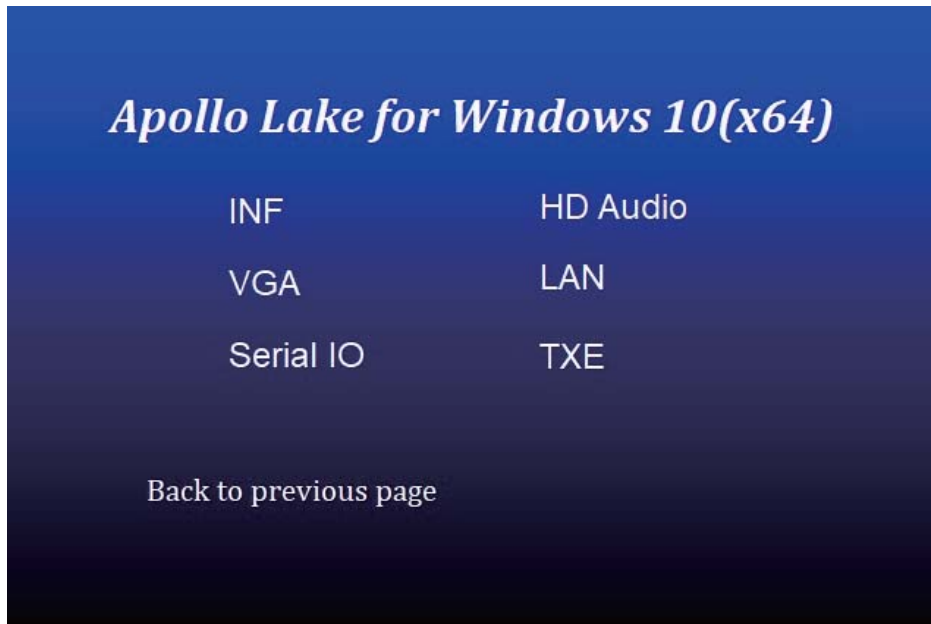 Apollo Lake for Windows 10(x64)
INF
HD Audio
VGA
LAN
Serial IO
TXE
Back to previous page